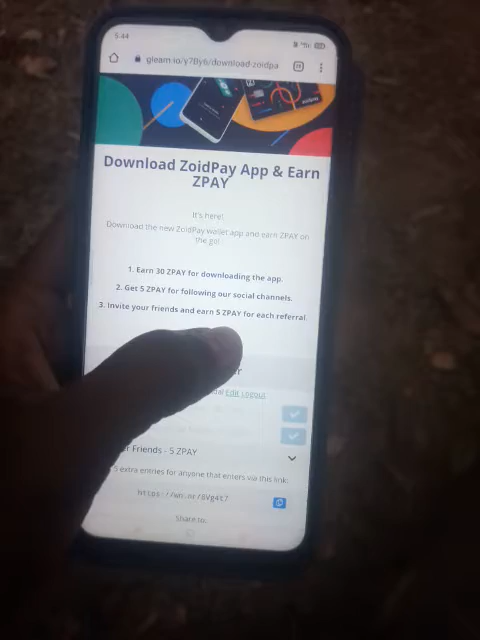 5:44
gleam.io/y7By6/download-zoidpa
Download ZoidPay App & Earn
ZPAY
It's here!
Download the new ZoidPay wallet app and earn ZPAY on
the go!
1. Earn 30 ZPAY for downloading the app.
2. Get 5 ZPAY for following our social channels.
3. Invite your friends and earn 5 ZPAY for each referral.
Edit Logout
r Friends - 5 ZPAY
5 extra entries for anyone that enters via this link:
Share to: